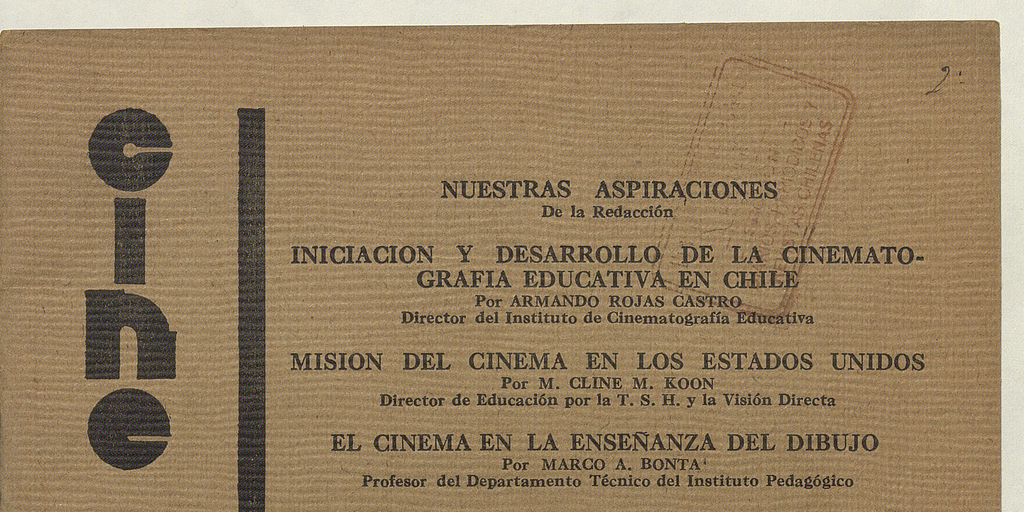 cine
NUESTRAS ASPIRACIONES
De la Redacción
INICIACION Y DESARROLLO DE LA CINEMATO-
GRAFIA EDUCATIVA EN CHILE
Por ARMANDO ROJAS CASTRO
Director del Instituto de Cinematografía Educativa
MISION DEL CINEMA EN LOS ESTADOS UNIDOS
Por M. CLINE M. KOON
Director de Educación por la T. S. H. y la Visión Directa
EL CINEMA EN LA ENSEÑANZA DEL DIBUJO
Por MARCO A. BONTA'
Profesor del Departamento Técnico del Instituto Pedagógico
CHILENAS